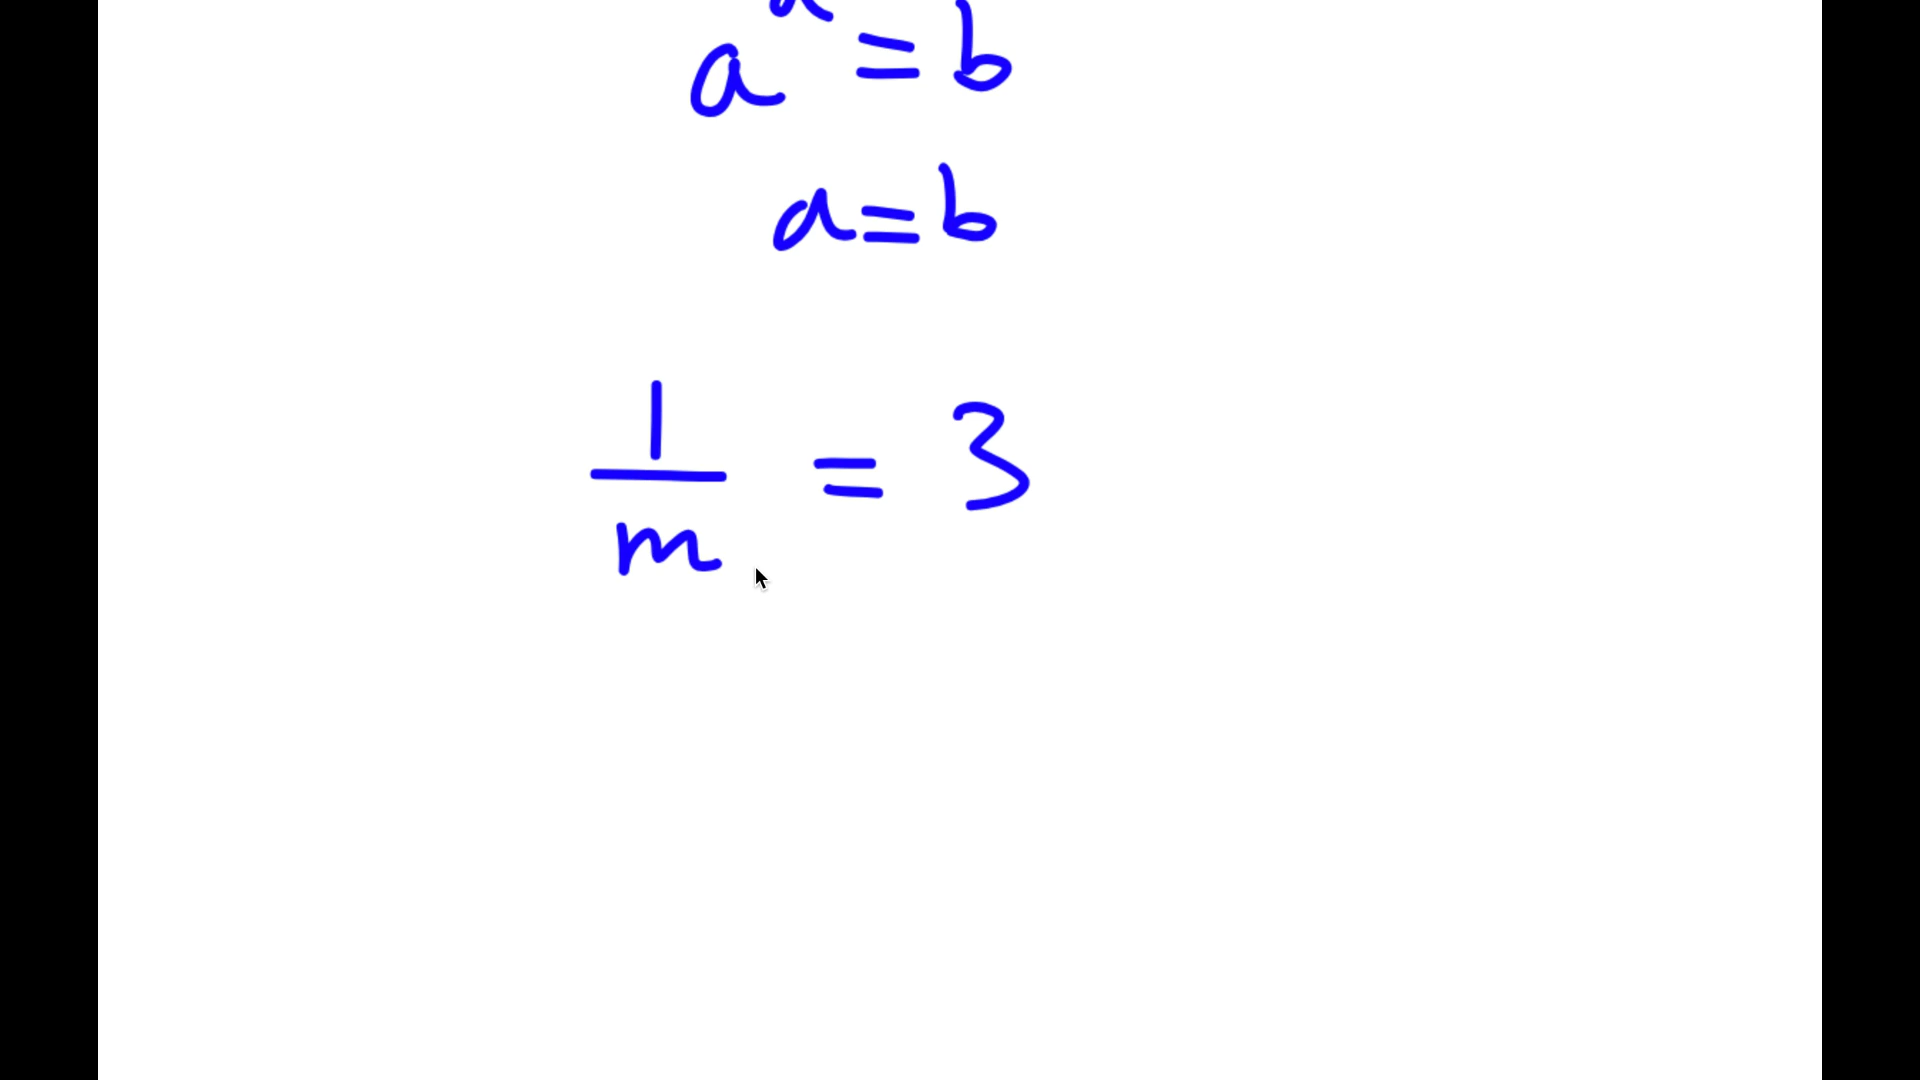 a = b
a = b
1
m
= 3